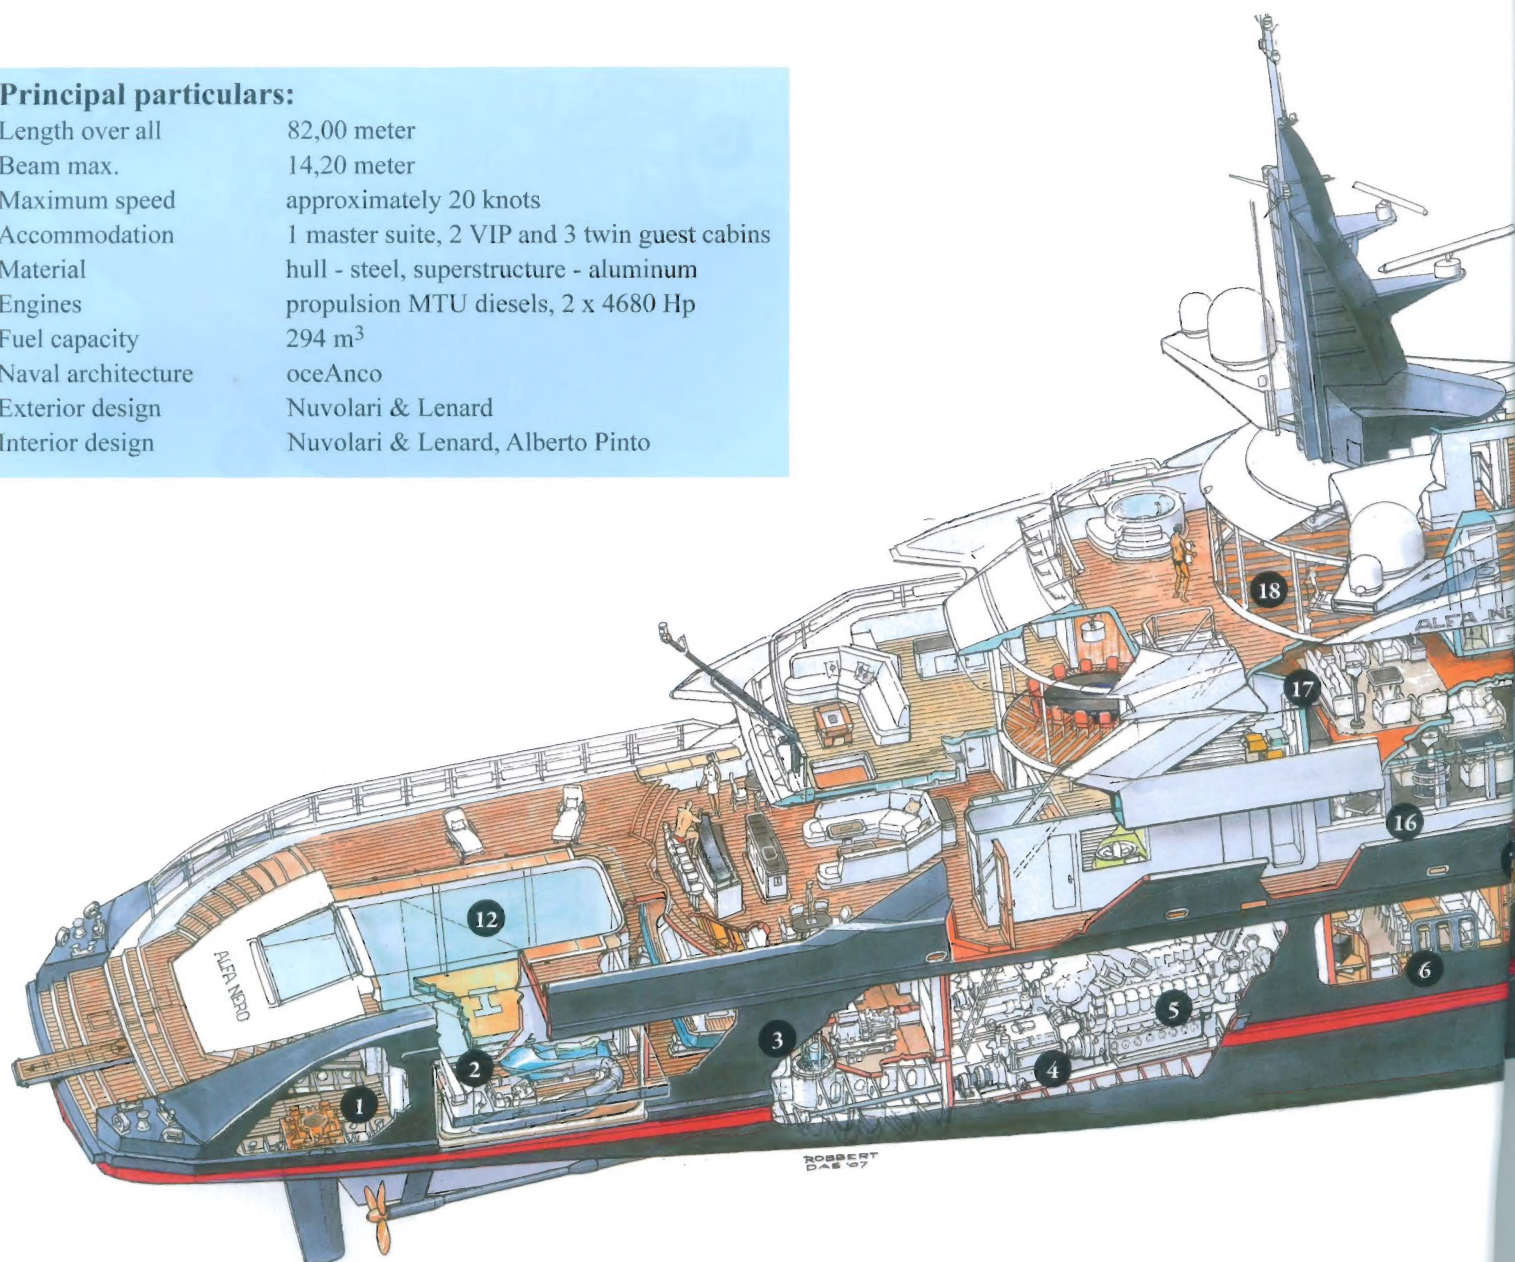 Principal particulars:
Length over all 82,00 meter
Beam max. 14,20 meter
Maximum speed approximately 20 knots
Accommodation 1 master suite, 2 VIP and 3 twin guest cabins
Material hull - steel, superstructure - aluminum
Engines propulsion MTU diesels, 2 x 4680 Hp
Fuel capacity 294 m³
Naval architecture oceAnco
Exterior design Nuvolari & Lenard
Interior design Nuvolari & Lenard, Alberto Pinto
18
ALFA NE
17
16
12
ALFA NERO
6
5
3
4
2
1
H
ROBBERT
DAS '07